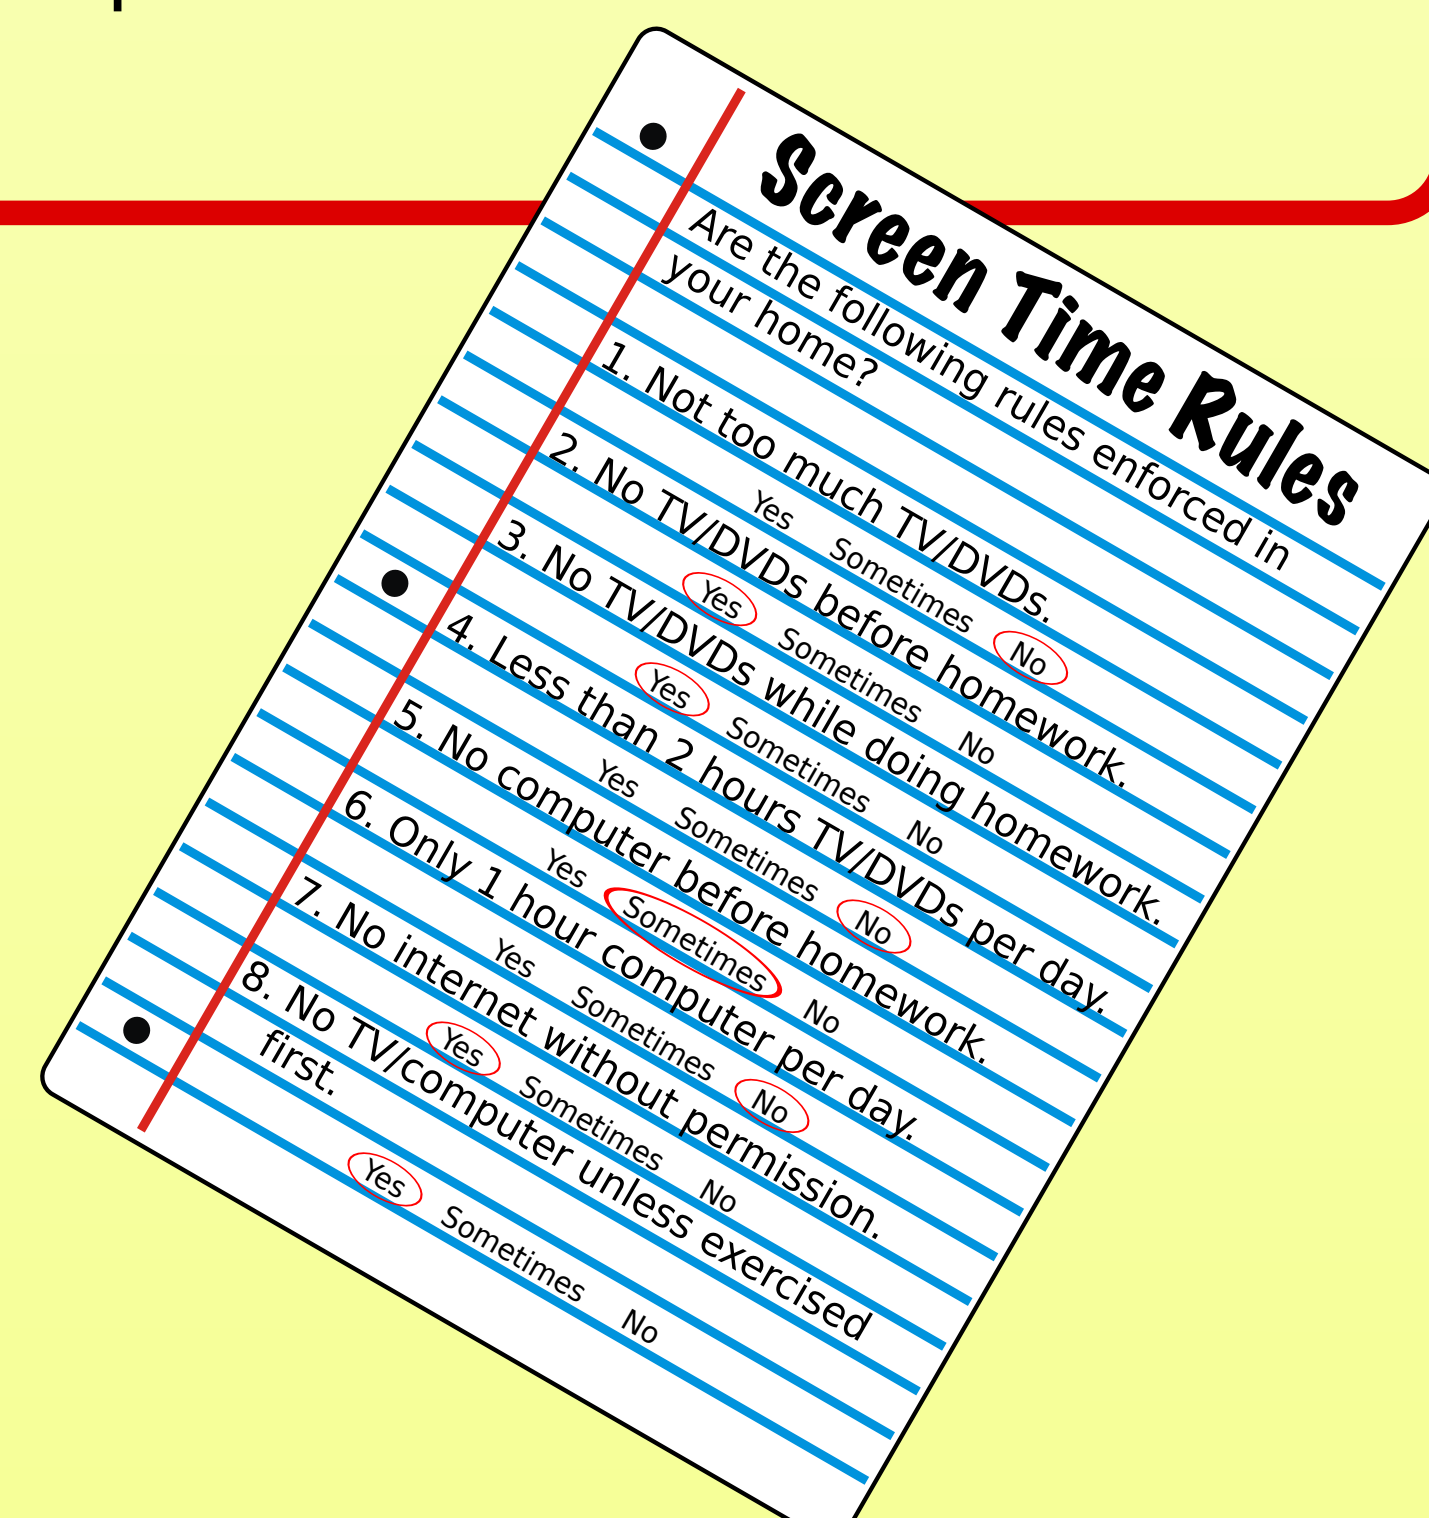 Screen Time Rules
Are the following rules enforced in
your home?
1. Not too much TV/DVDs.
Yes Sometimes No
2. No TV/DVDs before homework.
Yes Sometimes No
3. No TV/DVDs while doing homework.
Yes Sometimes No
4. Less than 2 hours TV/DVDs per day.
Yes Sometimes No
5. No computer before homework.
Yes Sometimes No
6. Only 1 hour computer per day.
Yes Sometimes No
7. No internet without permission.
Yes Sometimes No
8. No TV/computer unless exercised
first.
Yes Sometimes No